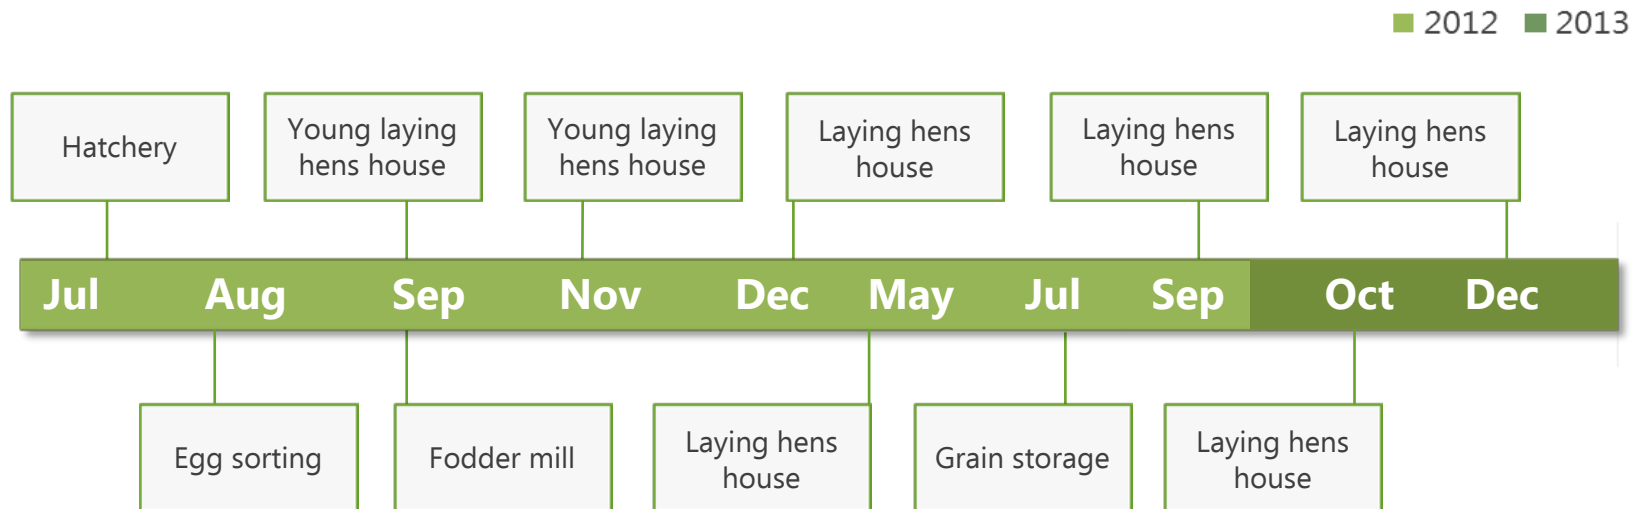 2012 2013
Hatchery
Young laying
hens house
Young laying
hens house
Laying hens
house
Laying hens
house
Laying hens
house
Jul Aug Sep Nov Dec May Jul Sep Oct Dec
Egg sorting
Fodder mill
Laying hens
house
Grain storage
Laying hens
house